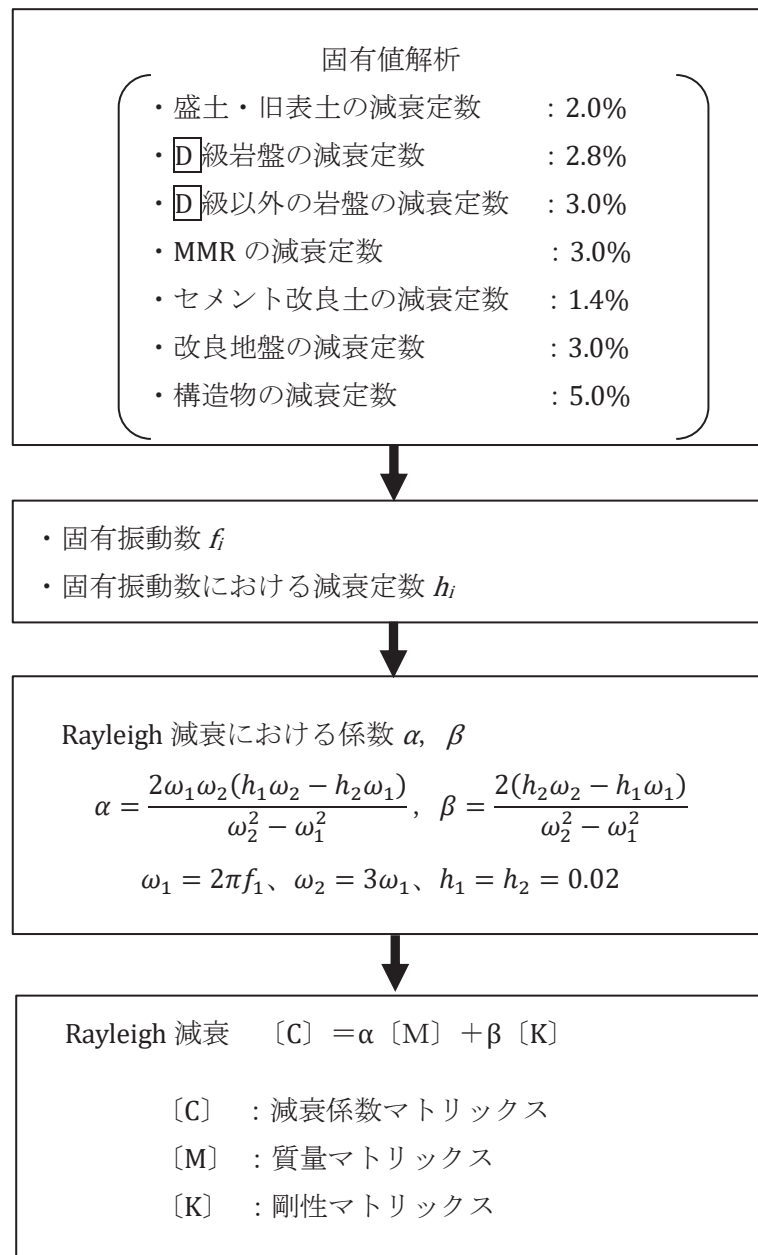 固有値解析
・盛土・旧表土の減衰定数　　：2.0%
・D級岩盤の減衰定数　　　　：2.8%
・D級以外の岩盤の減衰定数　：3.0%
・MMR の減衰定数　　　　　：3.0%
・セメント改良土の減衰定数　：1.4%
・改良地盤の減衰定数　　　　：3.0%
・構造物の減衰定数　　　　　：5.0%
・固有振動数 fi
・固有振動数における減衰定数 hi
Rayleigh 減衰における係数 α, β
α = 2ω₁ω₂(h₁ω₂ − h₂ω₁) / (ω₂² − ω₁²), β = 2(h₂ω₂ − h₁ω₁) / (ω₂² − ω₁²)
ω₁ = 2πf₁、ω₂ = 3ω₁、h₁ = h₂ = 0.02
Rayleigh 減衰　〔C〕＝α〔M〕＋β〔K〕
〔C〕：減衰係数マトリックス
〔M〕：質量マトリックス
〔K〕：剛性マトリックス